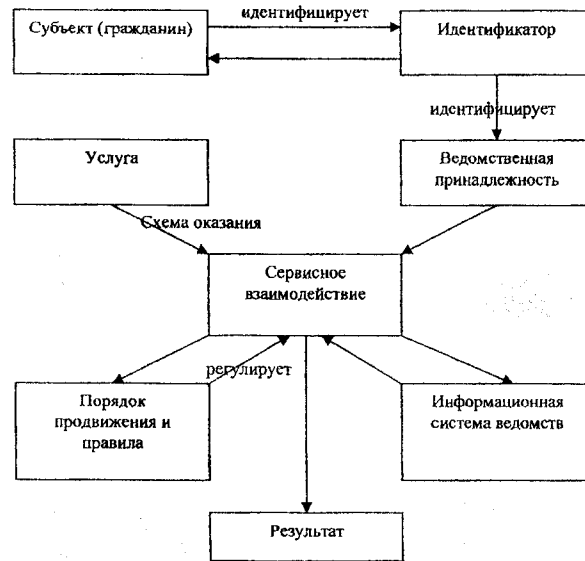 идентифицирует
Субъект (гражданин)
Идентификатор
идентифицирует
Услуга
Ведомственная
принадлежность
Схема оказания
Сервисное
взаимодействие
регулирует
Порядок
продвижения и
правила
Информационная
система ведомств
Результат